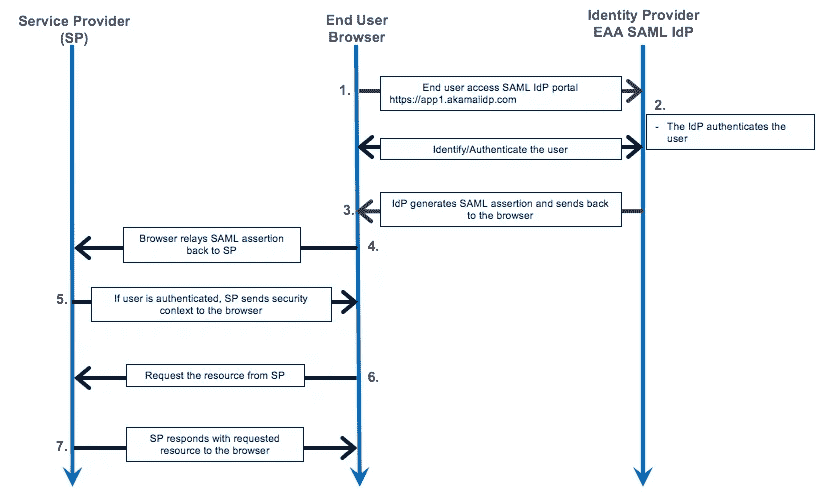 Service Provider
(SP)
End User
Browser
Identity Provider
EAA SAML IdP
1.
End user access SAML IdP portal
https://app1.akamaiidp.com
2.
- The IdP authenticates the
user
Identify/Authenticate the user
3.
IdP generates SAML assertion and sends back
to the browser
Browser relays SAML assertion
back to SP
4.
5.
If user is authenticated, SP sends security
context to the browser
Request the resource from SP
6.
7.
SP responds with requested
resource to the browser